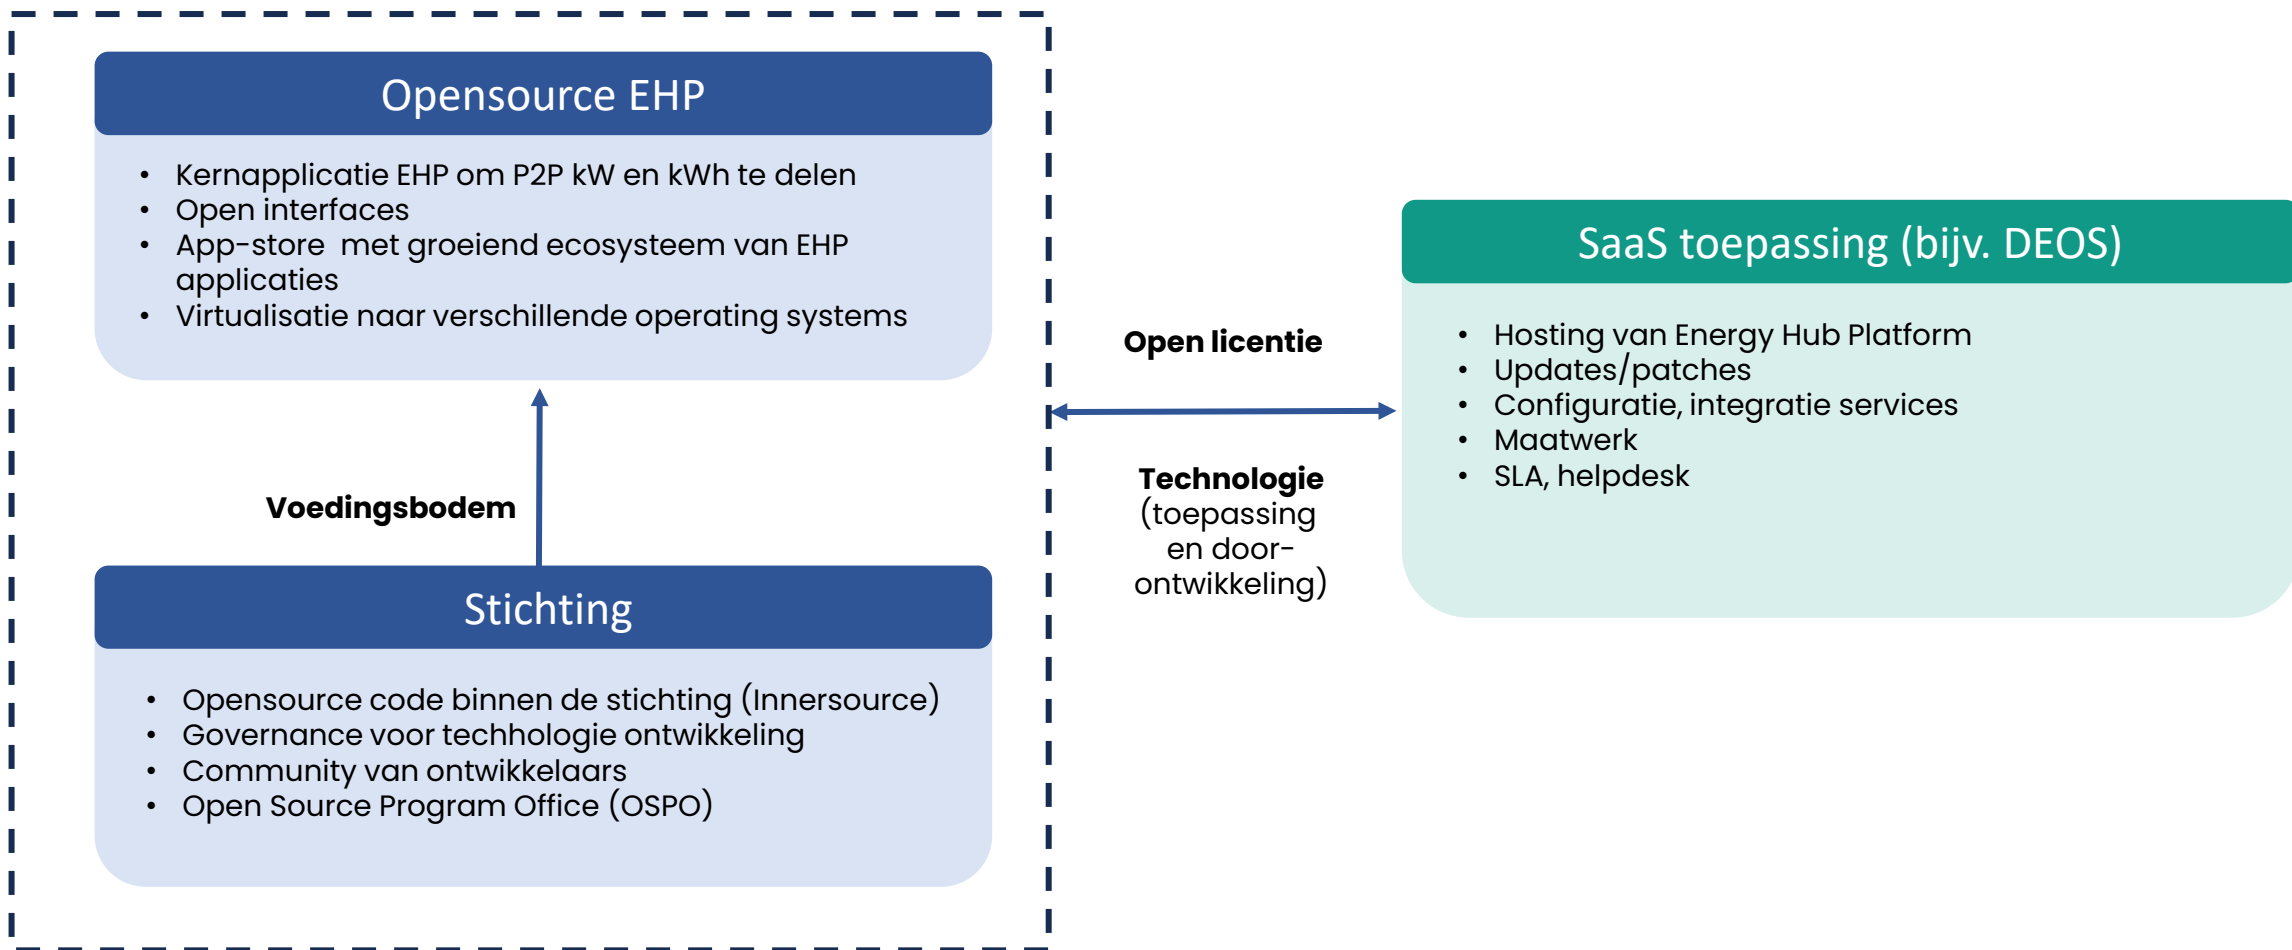 Opensource EHP
• Kernapplicatie EHP om P2P kW en kWh te delen
• Open interfaces
• App-store  met groeiend ecosysteem van EHP
applicaties
• Virtualisatie naar verschillende operating systems
Voedingsbodem
Stichting
• Opensource code binnen de stichting (Innersource)
• Governance voor techhologie ontwikkeling
• Community van ontwikkelaars
• Open Source Program Office (OSPO)
Open licentie
Technologie
(toepassing
en door-
ontwikkeling)
SaaS toepassing (bijv. DEOS)
• Hosting van Energy Hub Platform
• Updates/patches
• Configuratie, integratie services
• Maatwerk
• SLA, helpdesk